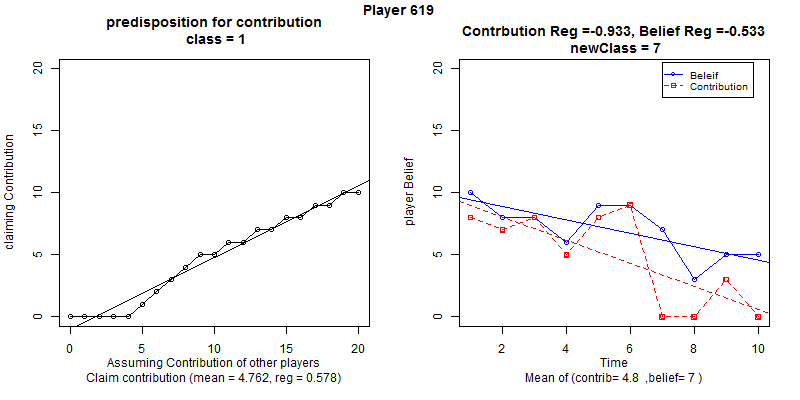 Player 619
predisposition for contribution
class = 1
claiming Contribution
20
15
10
5
0
0 5 10 15 20
Assuming Contribution of other players
Claim contribution (mean = 4.762, reg = 0.578)
Contrbution Reg =-0.933, Belief Reg =-0.533
newClass = 7
Beleif
Contribution
player Belief
20
15
10
5
0
2 4 6 8 10
Time
Mean of (contrib= 4.8 ,belief= 7 )